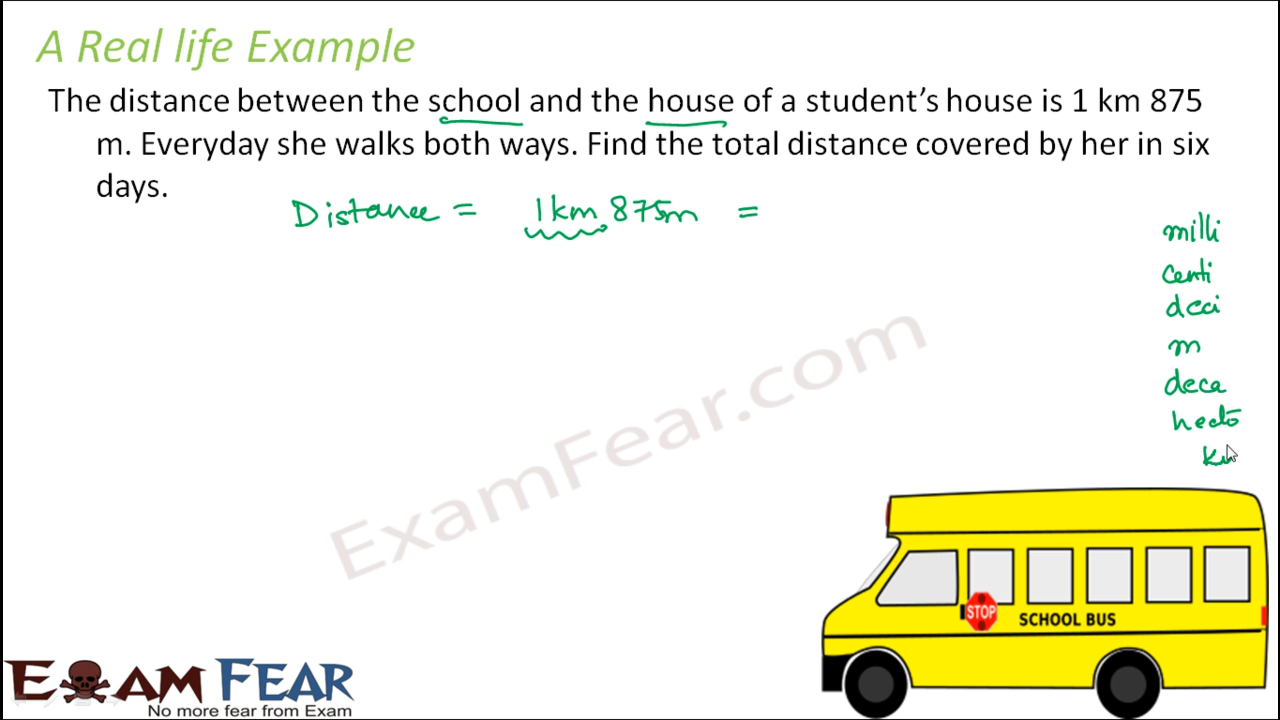 A Real life Example
The distance between the school and the house of a student's house is 1 km 875
m. Everyday she walks both ways. Find the total distance covered by her in six
days.
Distance = 1km 875m =
milli
centi
deci
m
deca
hecto
ExamFear.com
STOP
SCHOOL BUS
EXAM FEAR
No more fear from Exam